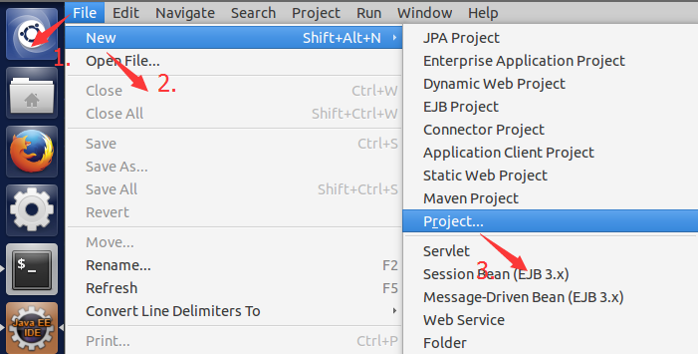 File Edit Navigate Search Project Run Window Help
New Shift+Alt+N
1.
Open File...
2.
Close Ctrl+W
Close All Shift+Ctrl+W
Save Ctrl+S
Save As...
Save All Shift+Ctrl+S
Revert
Move...
Rename... F2
Refresh F5
Convert Line Delimiters To
Print... Ctrl+P
JPA Project
Enterprise Application Project
Dynamic Web Project
EJB Project
Connector Project
Application Client Project
Static Web Project
Maven Project
Project...
Servlet
3.
Session Bean (EJB 3.x)
Message-Driven Bean (EJB 3.x)
Web Service
Folder
$ _
Java EE
IDE